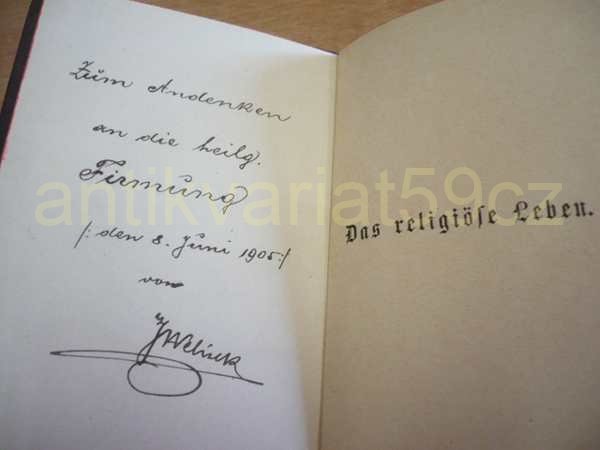 Zum Andenken
an die heilg.
Firmung
/: den 8. Juni 1905 :/
von
antikvariat59cz
Das religiöse Leben.